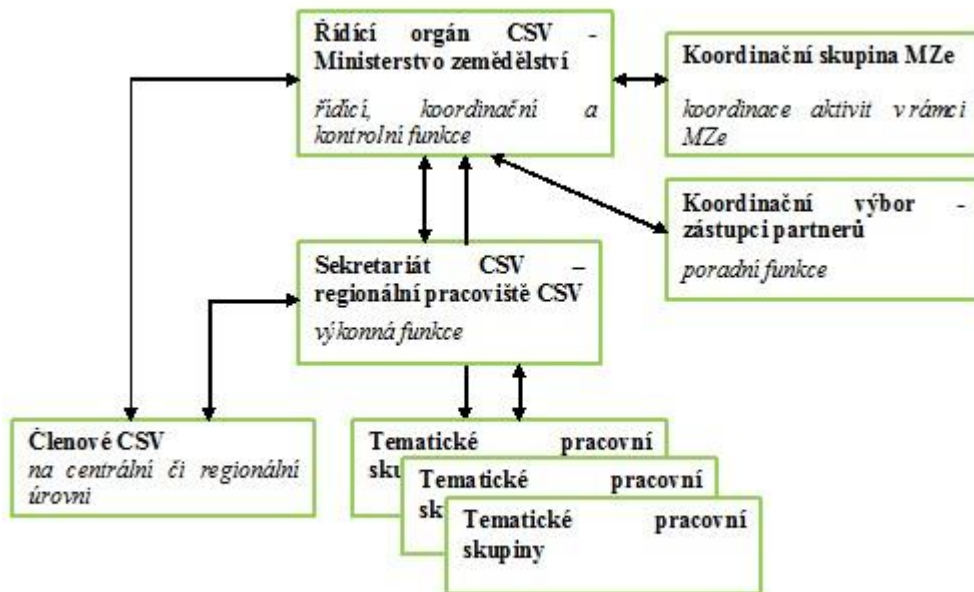 Řídící orgán CSV -
Ministerstvo zemědělství
řídicí, koordinační a
kontrolní funkce
Koordinační skupina MZe
koordinace aktivit v rámci
MZe
Koordinační výbor -
zástupci partnerů
poradní funkce
Sekretariát CSV –
regionální pracoviště CSV
výkonná funkce
Členové CSV
na centrální či regionální
úrovni
Tematické pracovní
sku
Tematické pracovní
sk
Tematické pracovní
skupiny